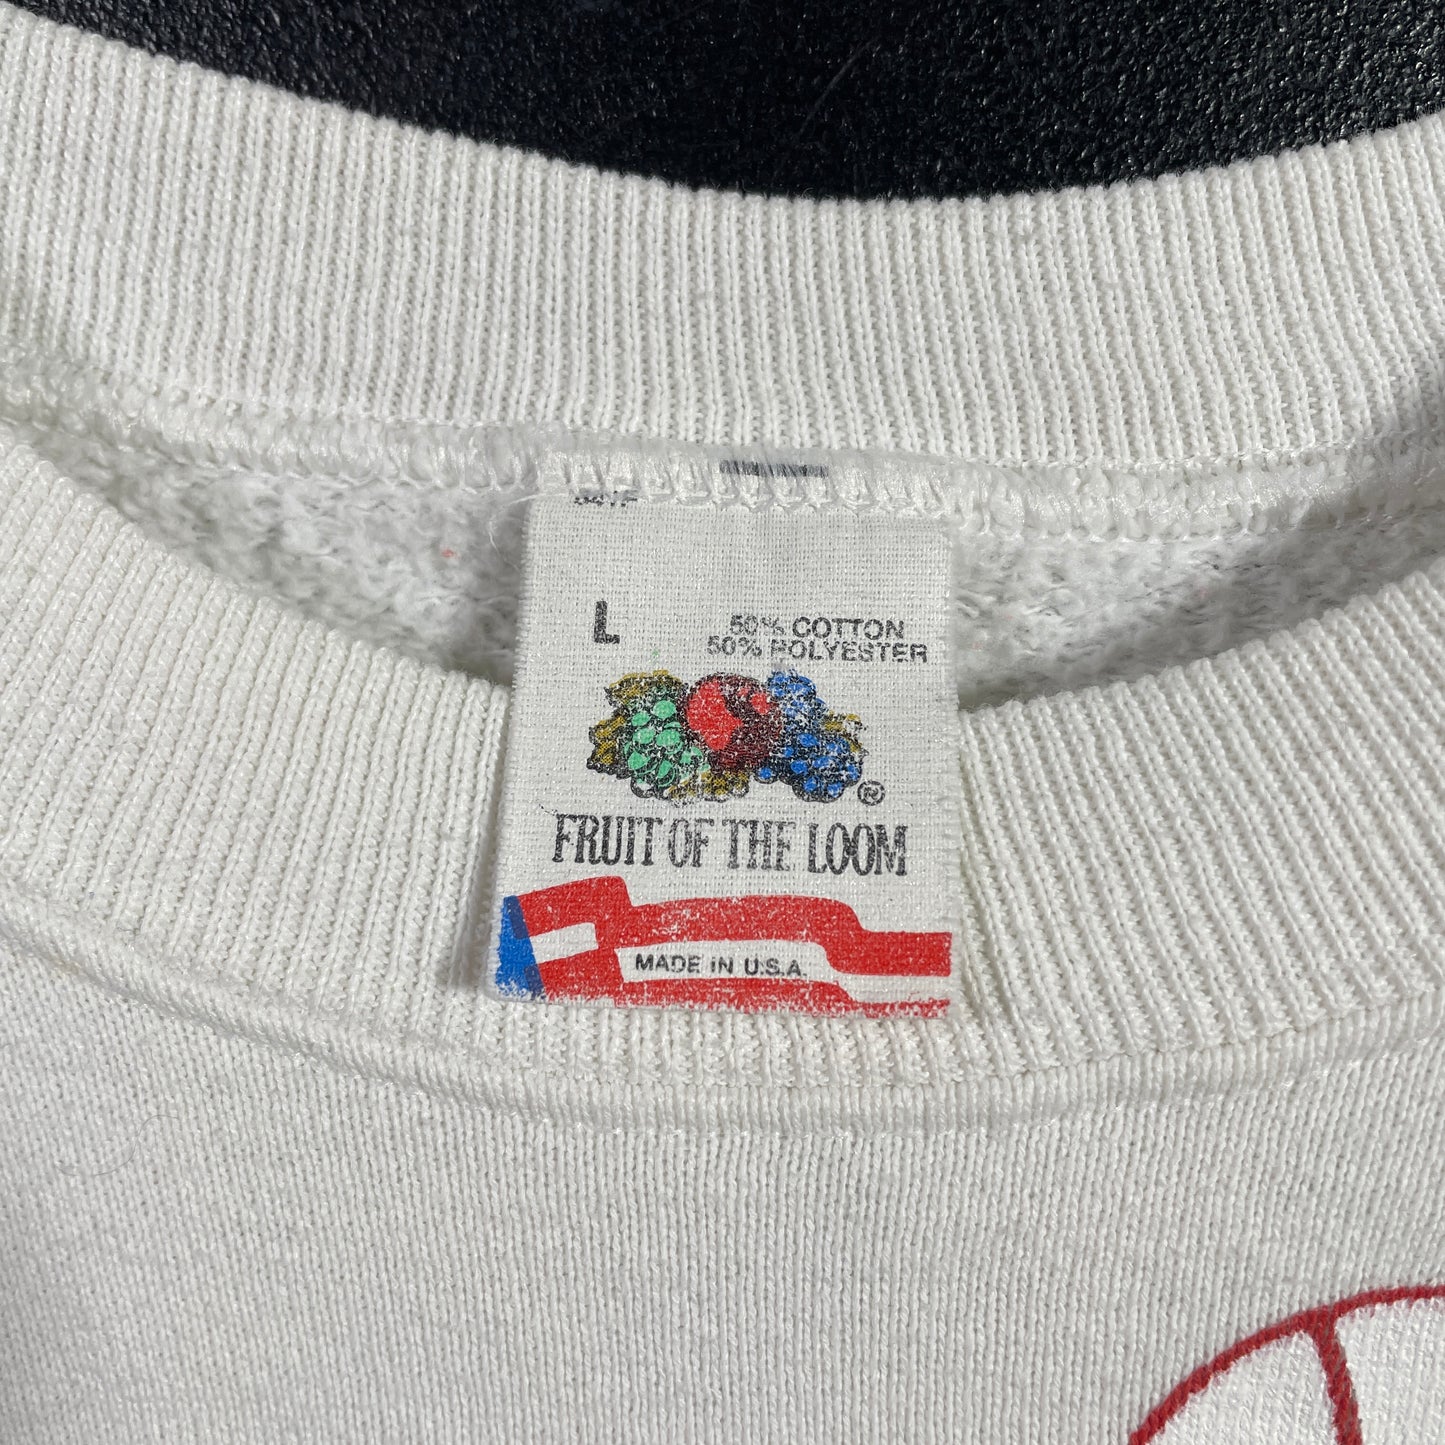 L
50% COTTON
50% POLYESTER
®
FRUIT OF THE LOOM
MADE IN U.S.A.